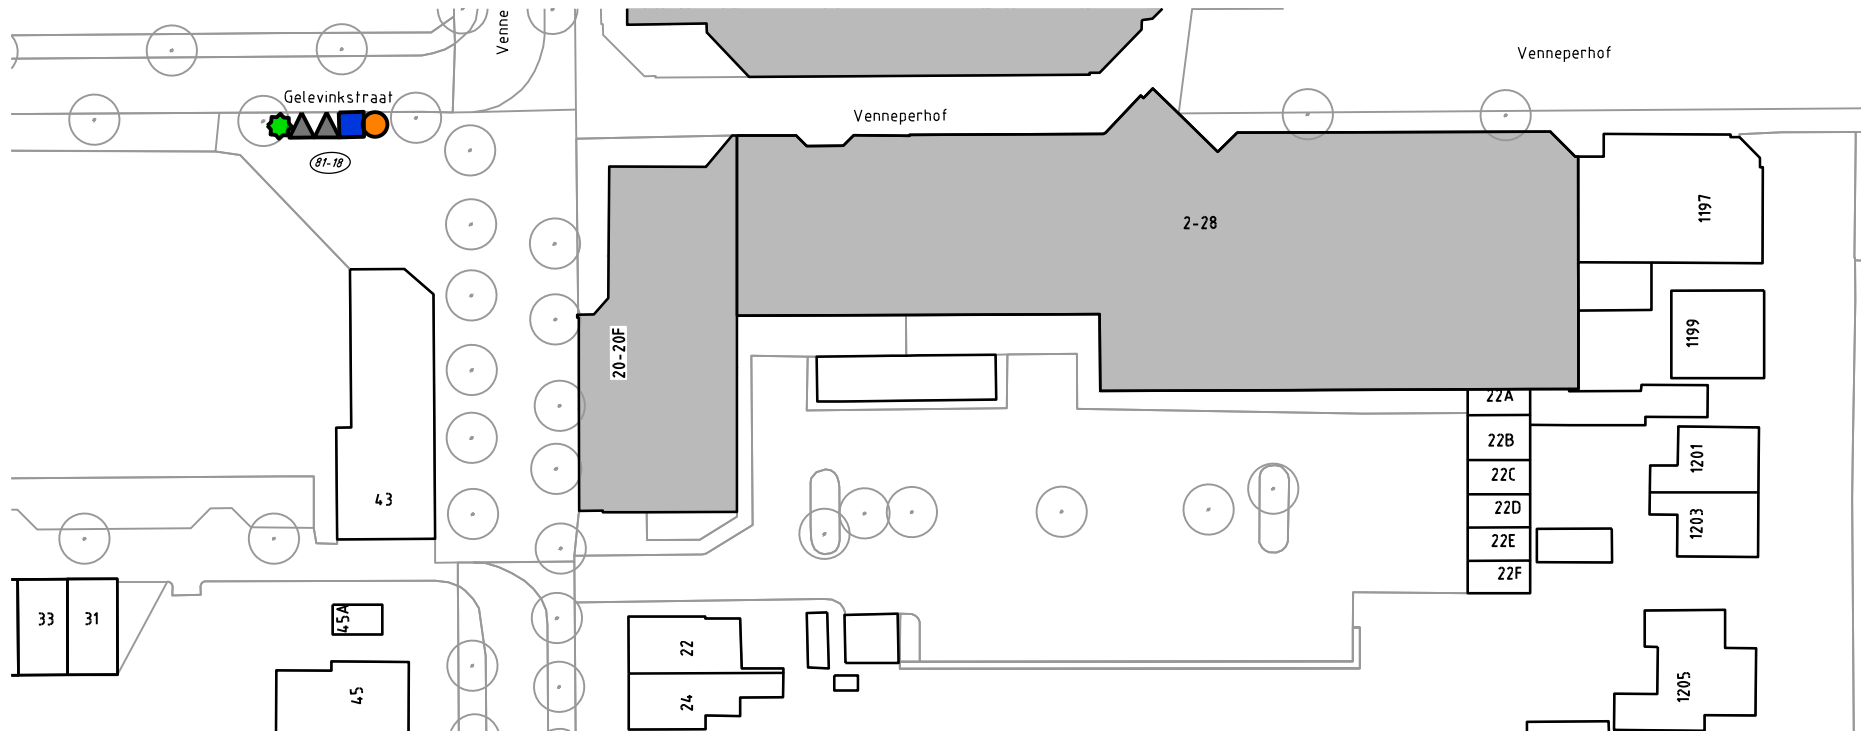 Venne
Venneperhof
Gelevinkstraat
Venneperhof
81-18
1197
2-28
1199
20-20F
22A
22B
1201
22C
43
22D
1203
22E
22F
33
31
45A
22
45
24
1205